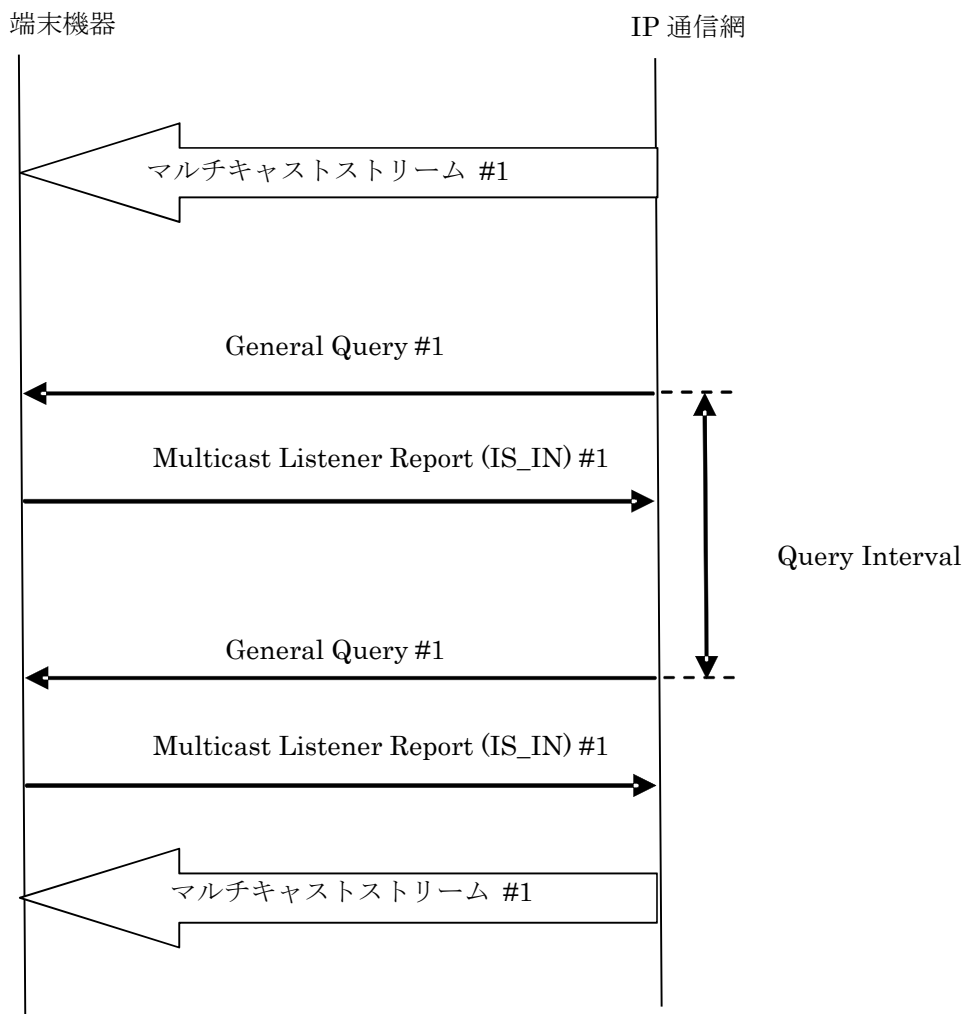 端末機器
IP 通信網
マルチキャストストリーム #1
General Query #1
Multicast Listener Report (IS_IN) #1
Query Interval
General Query #1
Multicast Listener Report (IS_IN) #1
マルチキャストストリーム #1